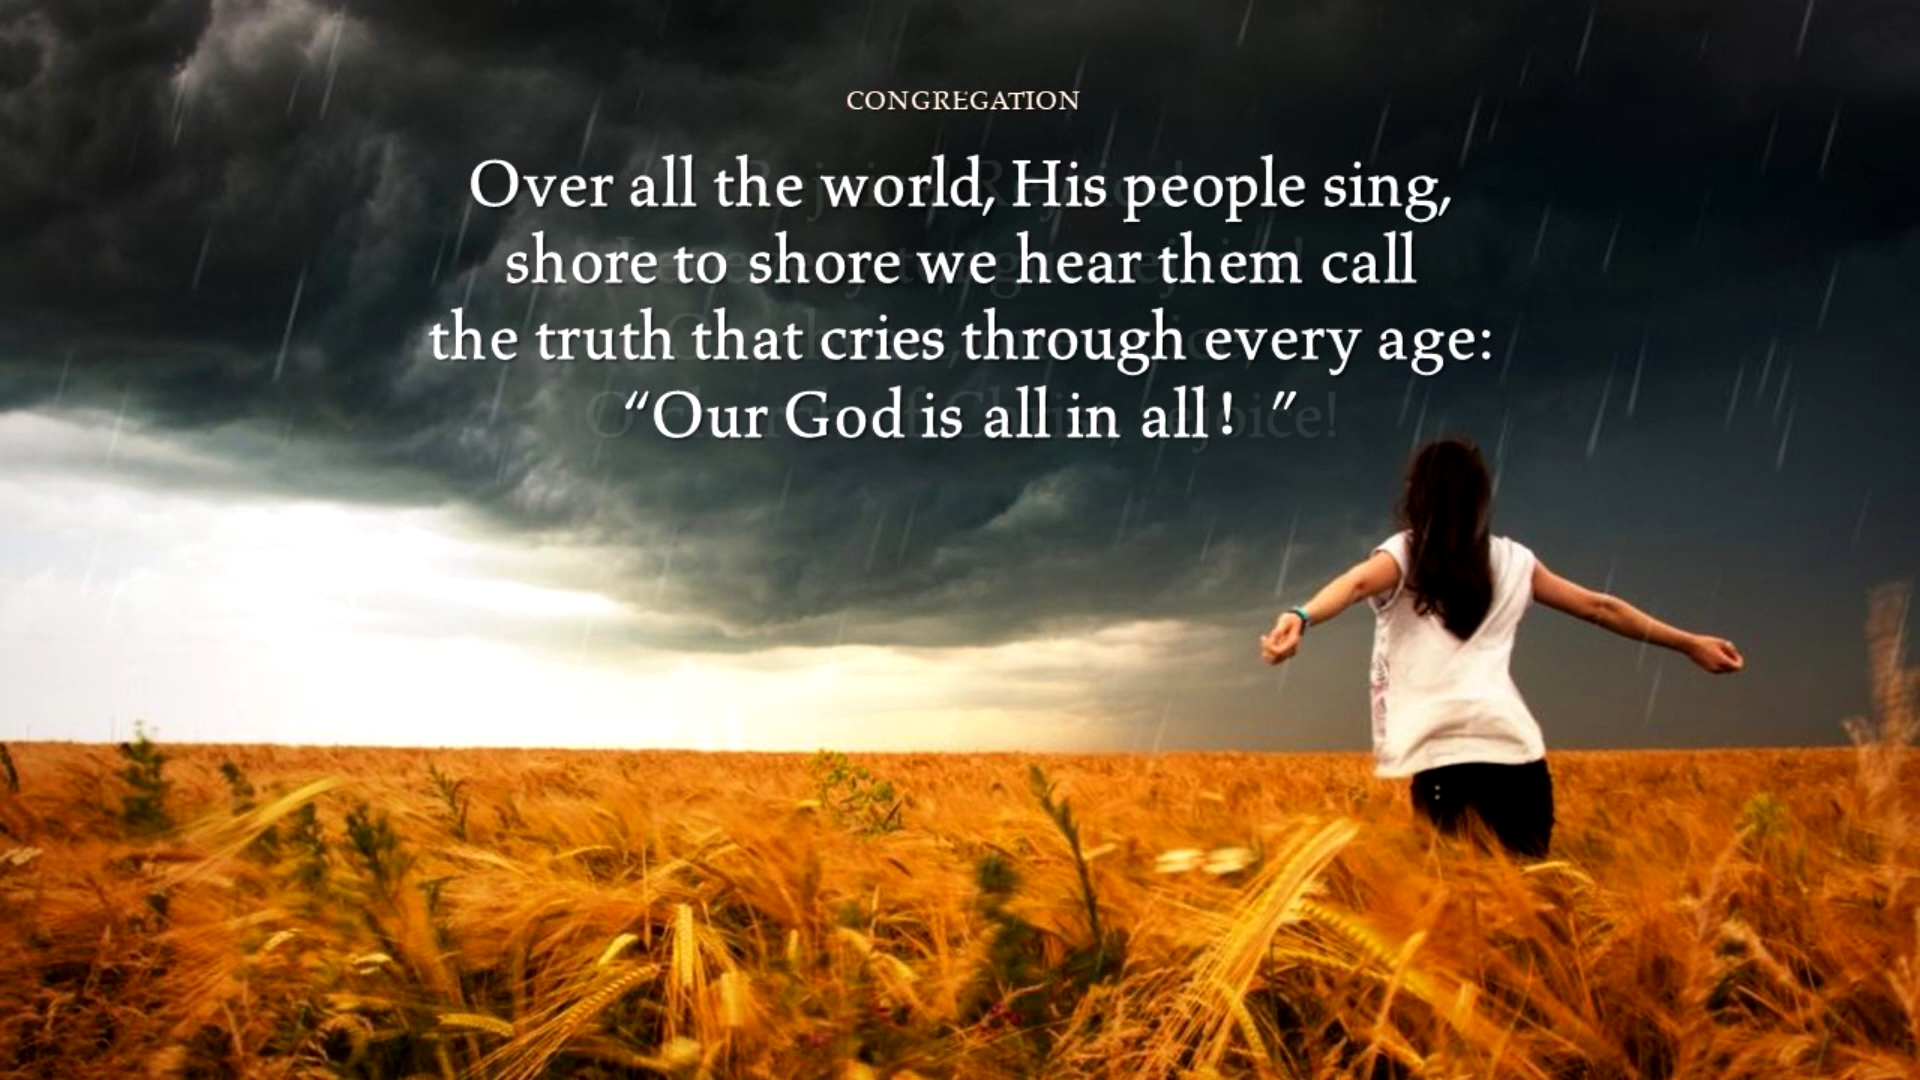 CONGREGATION
Over all the world, His people sing,
shore to shore we hear them call
the truth that cries through every age:
“Our God is all in all! ”